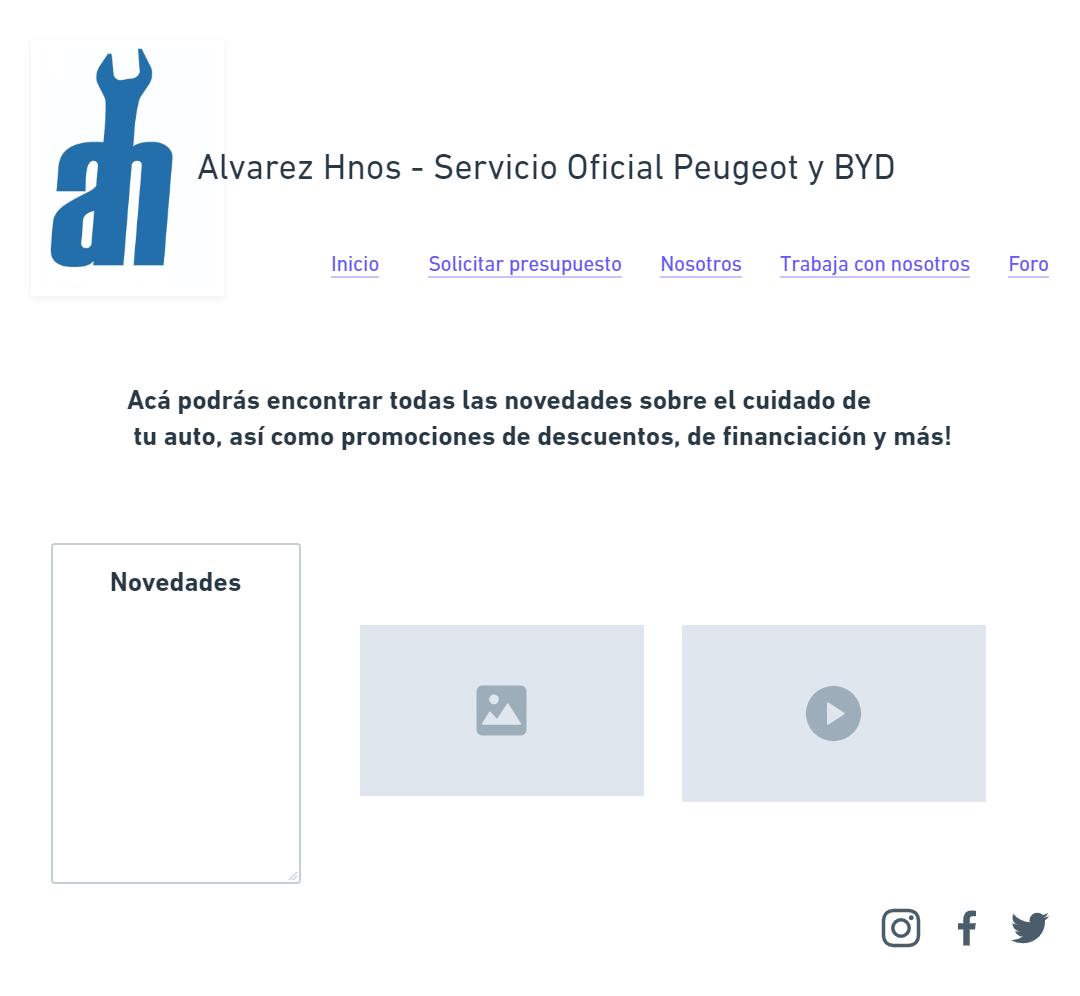 ah
Alvarez Hnos - Servicio Oficial Peugeot y BYD
Inicio Solicitar presupuesto Nosotros Trabaja con nosotros Foro
Acá podrás encontrar todas las novedades sobre el cuidado de
tu auto, así como promociones de descuentos, de financiación y más!
Novedades